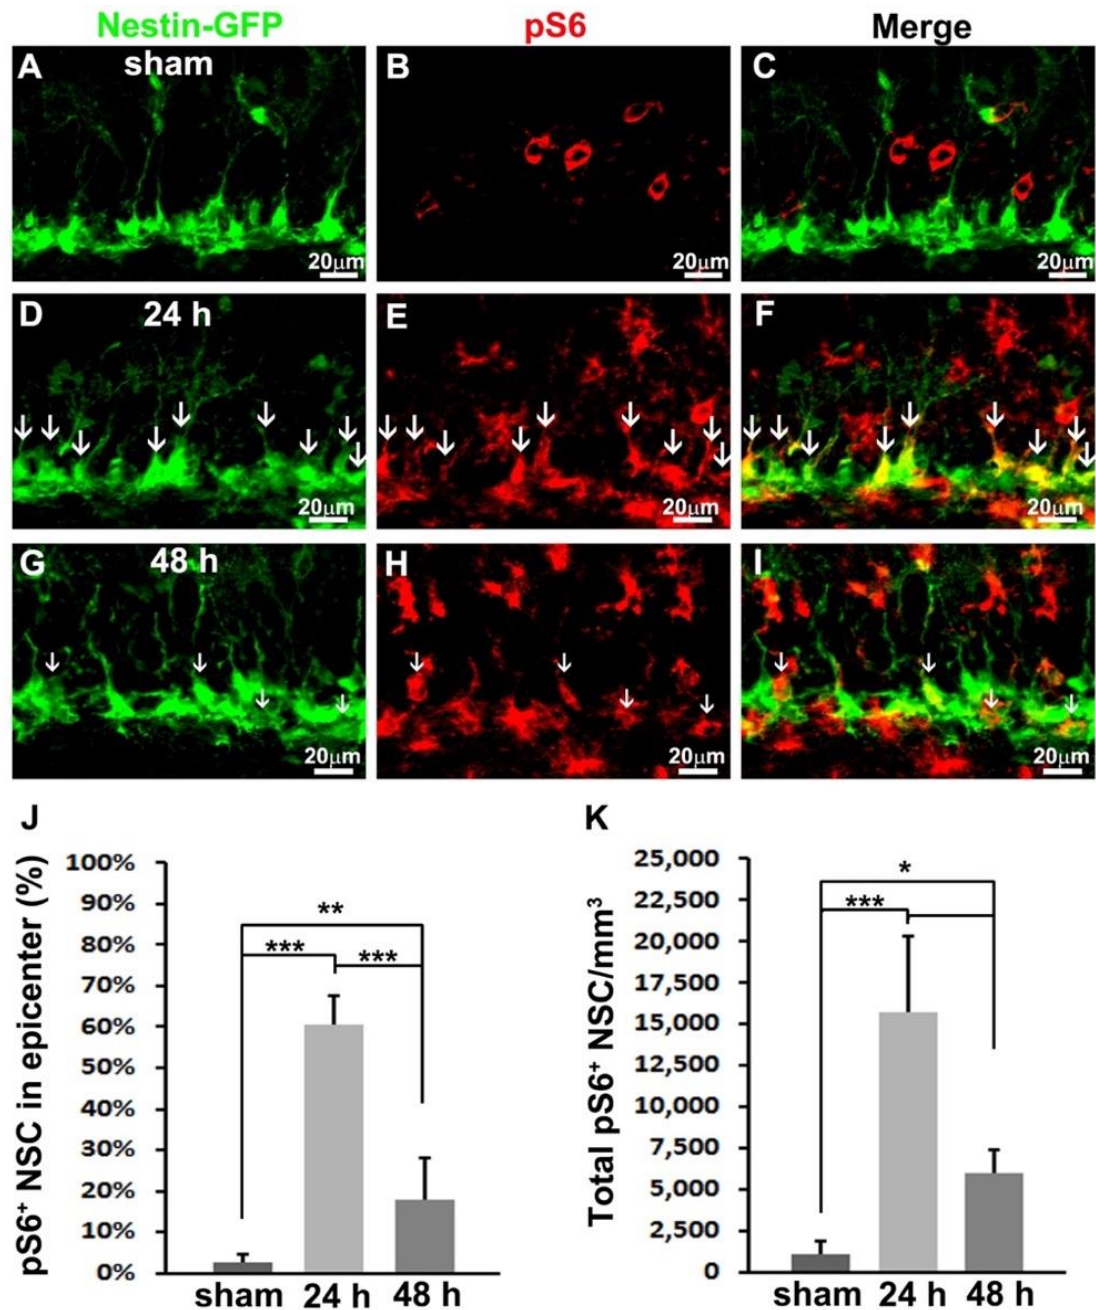 Nestin-GFP pS6 Merge
A sham B C
20μm 20μm 20μm
D 24 h E F
20μm 20μm 20μm
G 48 h H I
20μm 20μm 20μm
J
pS6⁺ NSC in epicenter (%)
100%
90%
80%
70%
60%
50%
40%
30%
20%
10%
0%
**
*** ***
sham 24 h 48 h
K
Total pS6⁺ NSC/mm³
25,000
22,500
20,000
17,500
15,000
12,500
10,000
7,500
5,000
2,500
0
*
***
sham 24 h 48 h